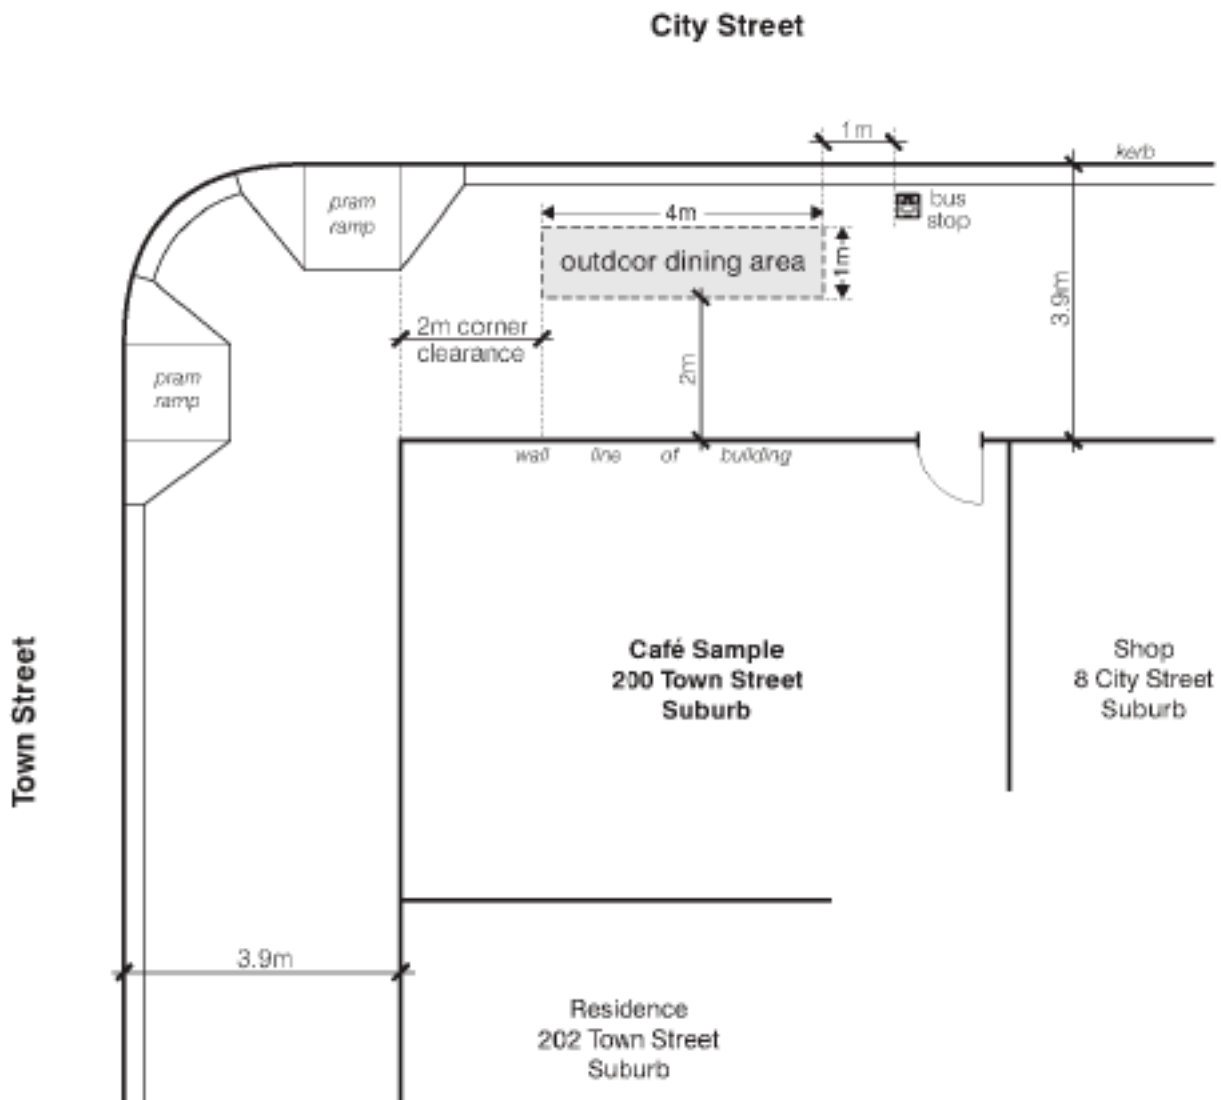 City Street
1m
kerb
pram
ramp
bus
stop
4m
outdoor dining area
1m
3.9m
2m corner
clearance
2m
pram
ramp
wall line of building
Town Street
Café Sample
200 Town Street
Suburb
Shop
8 City Street
Suburb
3.9m
Residence
202 Town Street
Suburb